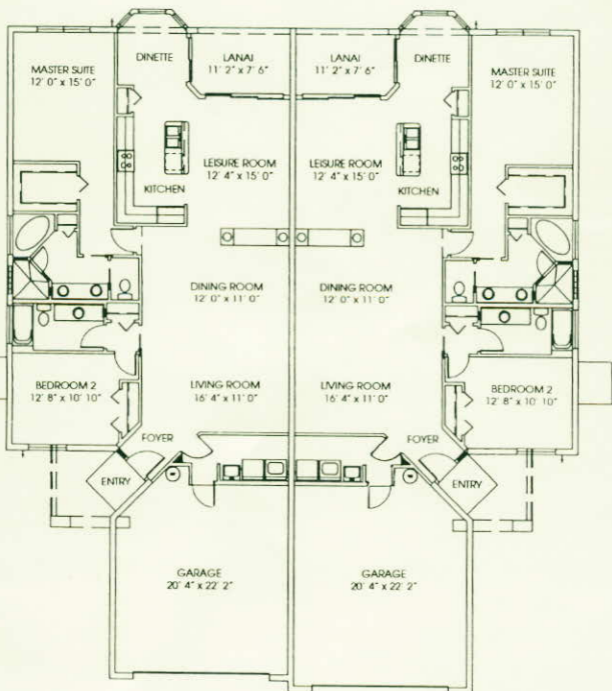 DINETTE
LANAI
11' 2" x 7' 6"
LANAI
11' 2" x 7' 6"
DINETTE
MASTER SUITE
12' 0" x 15' 0"
MASTER SUITE
12' 0" x 15' 0"
LEISURE ROOM
12' 4" x 15' 0"
LEISURE ROOM
12' 4" x 15' 0"
KITCHEN
KITCHEN
DINING ROOM
12' 0" x 11' 0"
DINING ROOM
12' 0" x 11' 0"
BEDROOM 2
12' 8" x 10' 10"
LIVING ROOM
16' 4" x 11' 0"
LIVING ROOM
16' 4" x 11' 0"
BEDROOM 2
12' 8" x 10' 10"
FOYER
FOYER
ENTRY
ENTRY
GARAGE
20' 4" x 22' 2"
GARAGE
20' 4" x 22' 2"